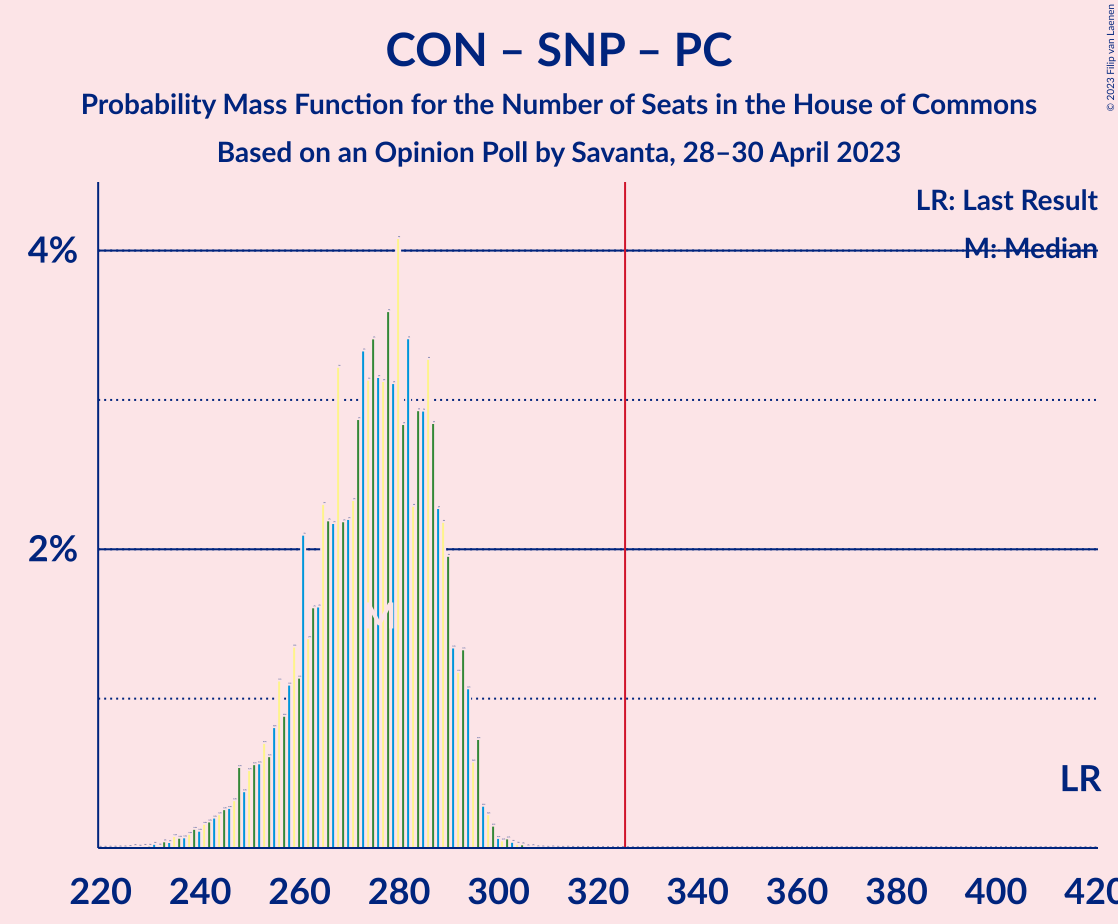 CON – SNP – PC
Probability Mass Function for the Number of Seats in the House of Commons
Based on an Opinion Poll by Savanta, 28–30 April 2023
© 2023 Filip van Laenen
LR: Last Result
M: Median
4%
2%
M
LR
220 240 260 280 300 320 340 360 380 400 420